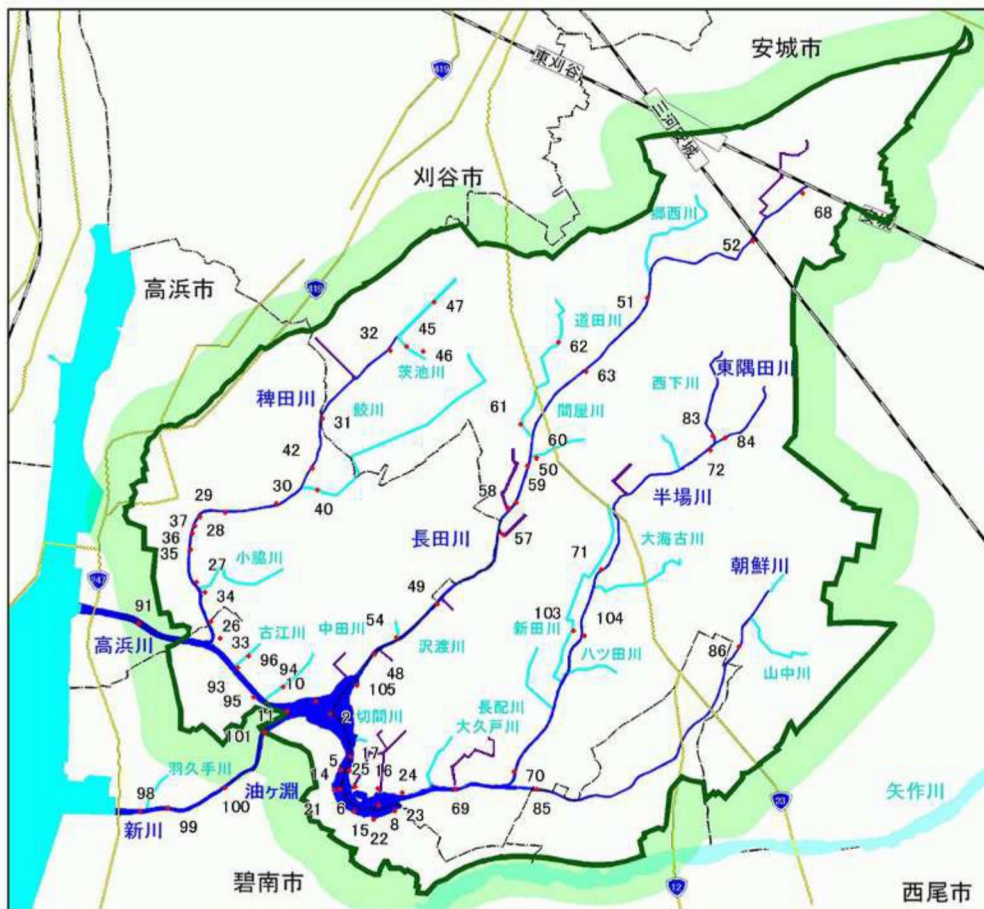 安城市
東刈谷
419
三河安城
刈谷市
68
安城
郷西川
52
高浜市
419
47
51
32
45
道田川
46
62
茨池川
西下川
東隅田川
63
稗田川
鮫川
間屋川
61
31
83
60
84
42
50
72
59
30
58
半場川
29
40
37
28
57
大海古川
36
長田川
35
小脇川
71
朝鮮川
27
49
247
34
91
中田川
54
103
104
26
古江川
沢渡川
新田川
86
高浜川
33
八ツ田川
96
94
48
山中川
93
10
105
長配川
95
2
切間川
大久戸川
11
101
17
5
羽久手川
14
25
16
24
70
98
油ヶ淵
69
85
矢作川
100
21
6
23
23
99
15
8
新川
22
碧南市
12
西尾市